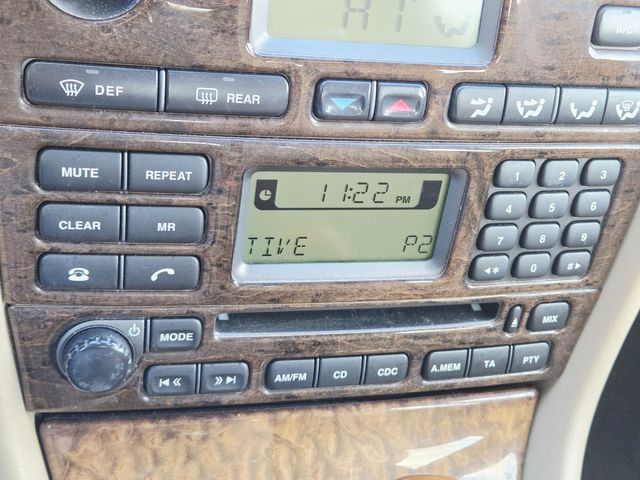 AT
A/C
DEF REAR
MUTE REPEAT
11:22 PM
1 2 3
CLEAR MR
4 5 6
TIVE P2
7 8 9
◀* 0 #▶
MODE
MIX
AM/FM CD CDC A.MEM TA PTY